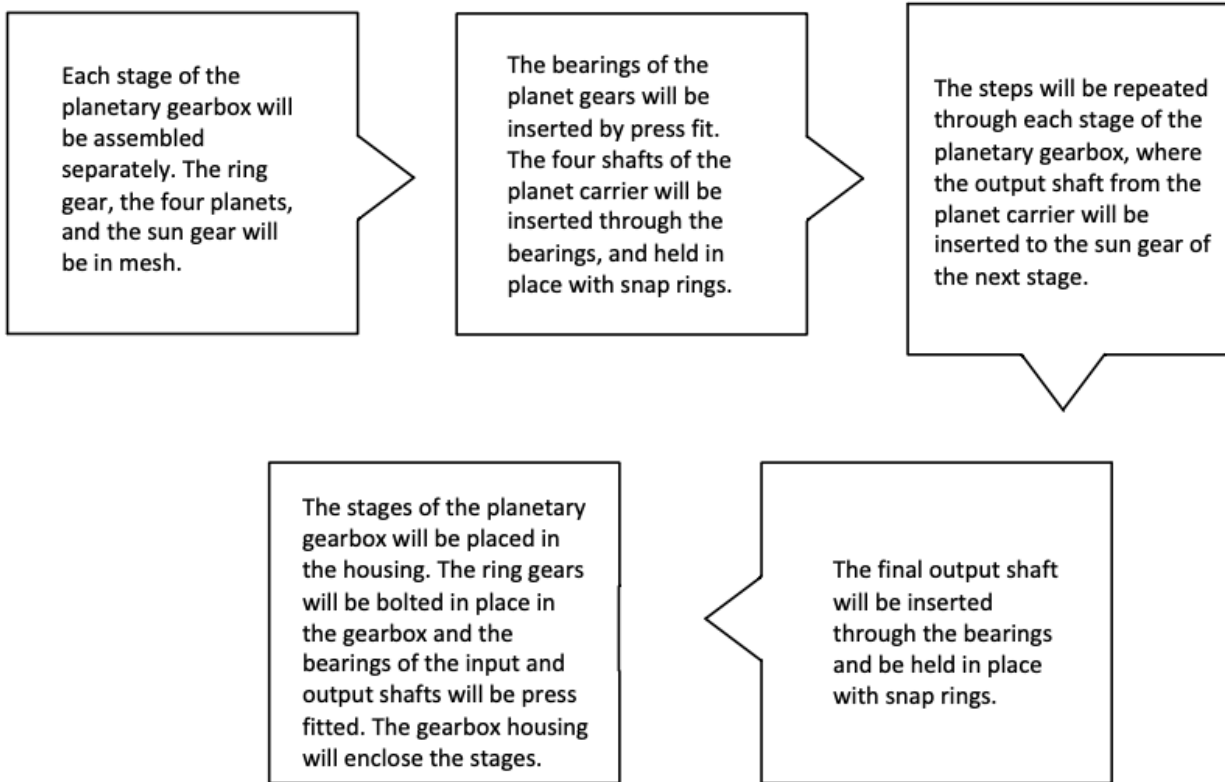 Each stage of the
planetary gearbox will
be assembled
separately. The ring
gear, the four planets,
and the sun gear will
be in mesh.
The bearings of the
planet gears will be
inserted by press fit.
The four shafts of the
planet carrier will be
inserted through the
bearings, and held in
place with snap rings.
The steps will be repeated
through each stage of the
planetary gearbox, where
the output shaft from the
planet carrier will be
inserted to the sun gear of
the next stage.
The final output shaft
will be inserted
through the bearings
and be held in place
with snap rings.
The stages of the planetary
gearbox will be placed in
the housing. The ring gears
will be bolted in place in
the gearbox and the
bearings of the input and
output shafts will be press
fitted. The gearbox housing
will enclose the stages.